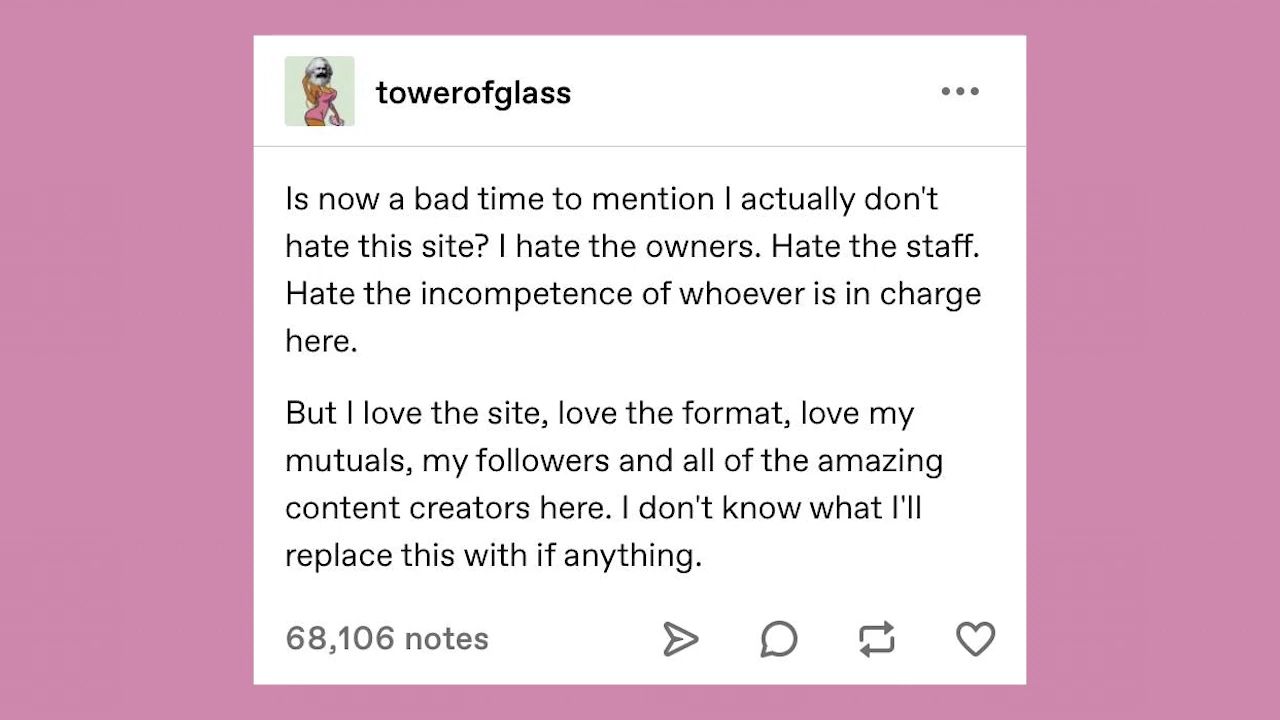 towerofglass
Is now a bad time to mention I actually don't
hate this site? I hate the owners. Hate the staff.
Hate the incompetence of whoever is in charge
here.
But I love the site, love the format, love my
mutuals, my followers and all of the amazing
content creators here. I don't know what I'll
replace this with if anything.
68,106 notes